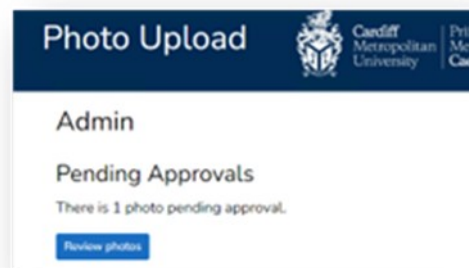 Photo Upload
Cardiff
Metropolitan
University
Admin
Pending Approvals
There is 1 photo pending approval.
Review photos